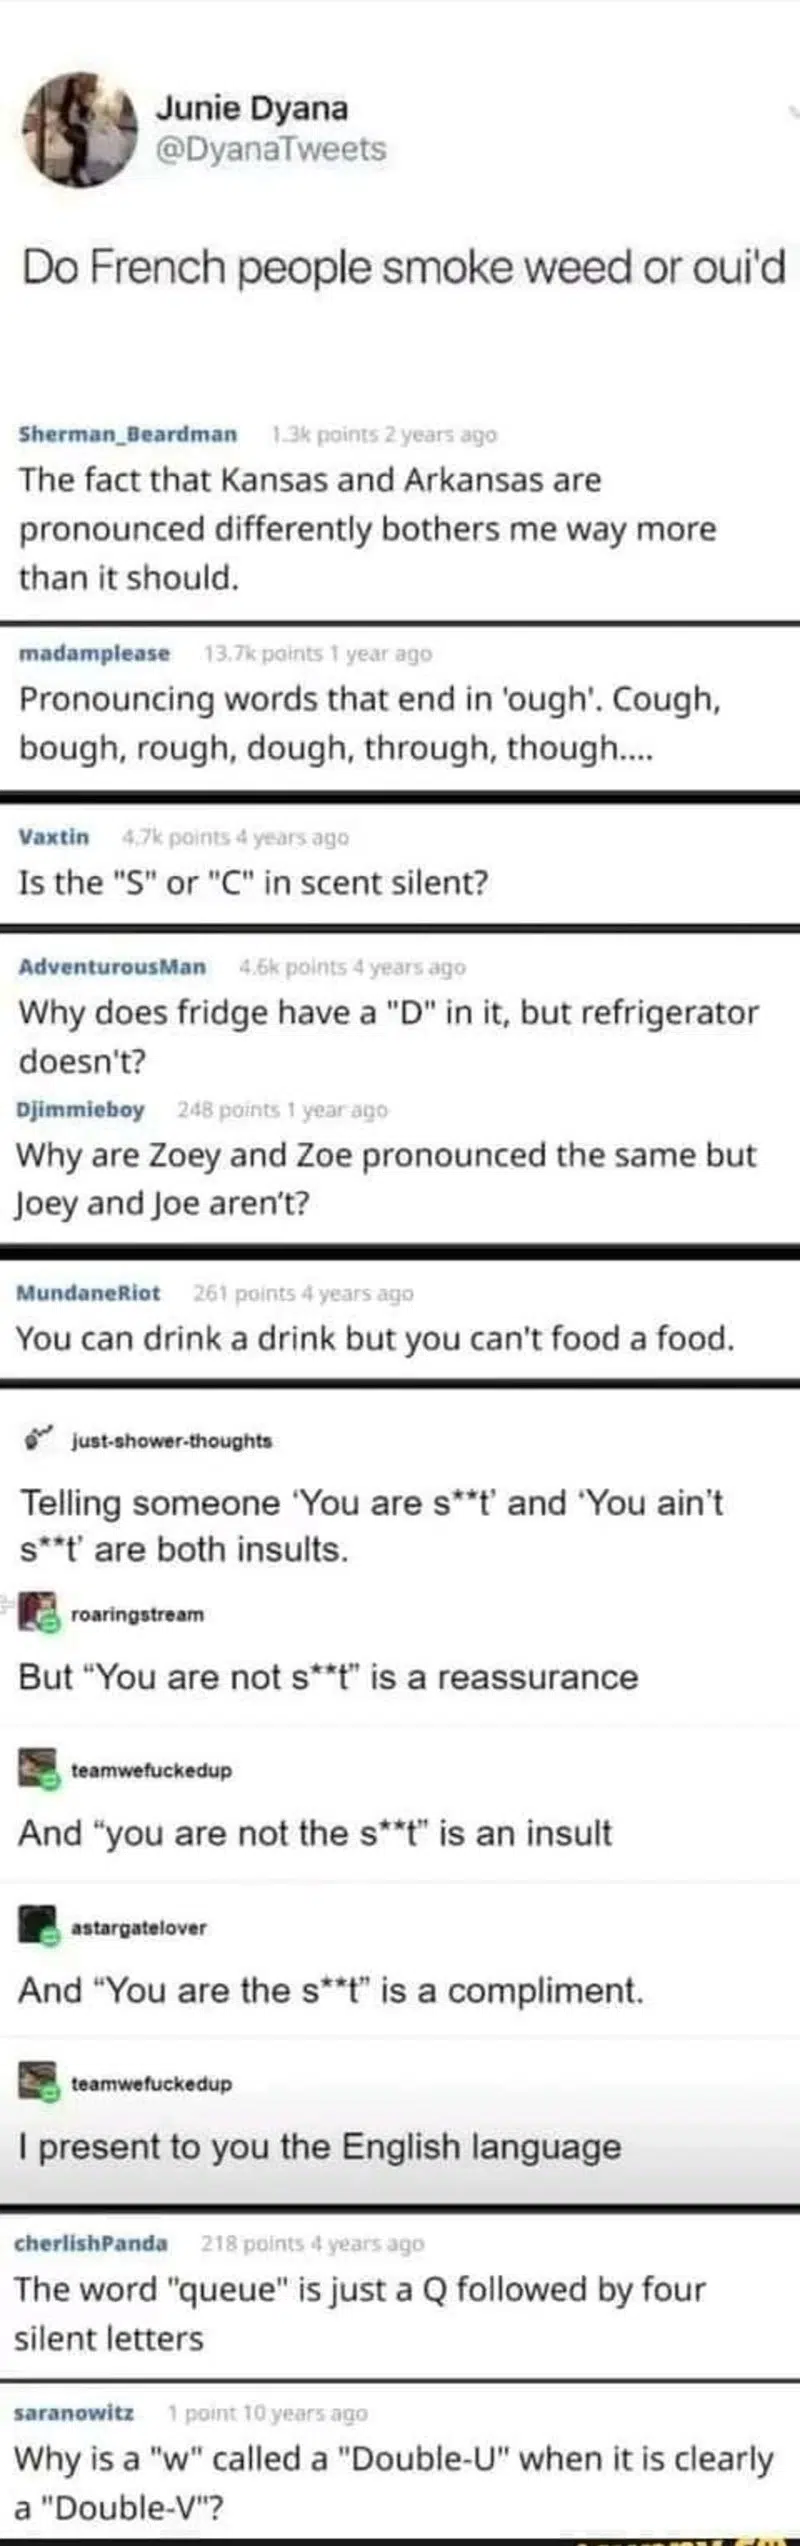 Junie Dyana
@DyanaTweets
Do French people smoke weed or oui'd
Sherman_Beardman 1.3k points 2 years ago
The fact that Kansas and Arkansas are
pronounced differently bothers me way more
than it should.
madamplease 13.7k points 1 year ago
Pronouncing words that end in 'ough'. Cough,
bough, rough, dough, through, though....
Vaxtin 4.7k points 4 years ago
Is the "S" or "C" in scent silent?
AdventurousMan 4.6k points 4 years ago
Why does fridge have a "D" in it, but refrigerator
doesn't?
Djimmieboy 248 points 1 year ago
Why are Zoey and Zoe pronounced the same but
Joey and Joe aren't?
MundaneRiot 261 points 4 years ago
You can drink a drink but you can't food a food.
just-shower-thoughts
Telling someone ‘You are s**t’ and ‘You ain't
s**t’ are both insults.
roaringstream
But “You are not s**t” is a reassurance
teamwefuckedup
And “you are not the s**t” is an insult
astargatelover
And “You are the s**t” is a compliment.
teamwefuckedup
I present to you the English language
cherlishPanda 218 points 4 years ago
The word "queue" is just a Q followed by four
silent letters
saranowitz 1 point 10 years ago
Why is a "w" called a "Double-U" when it is clearly
a "Double-V"?